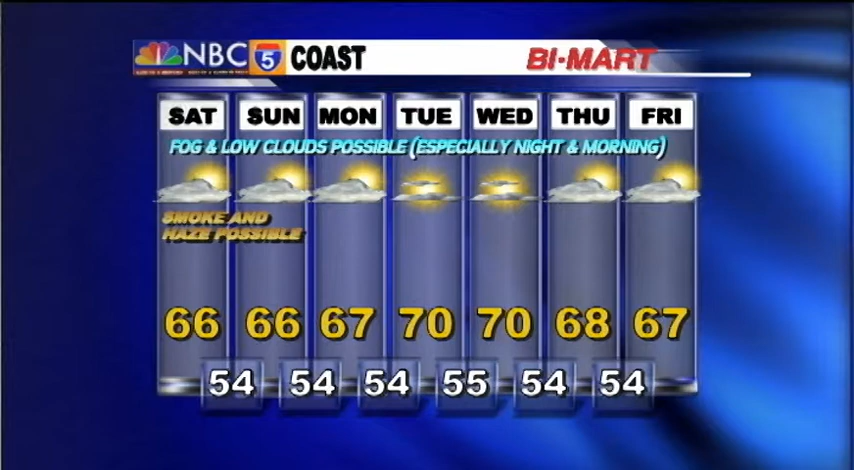 NBC 5 COAST BI-MART
SAT SUN MON TUE WED THU FRI
FOG & LOW CLOUDS POSSIBLE (ESPECIALLY NIGHT & MORNING)
SMOKE AND
HAZE POSSIBLE
66 66 67 70 70 68 67
54 54 54 55 54 54